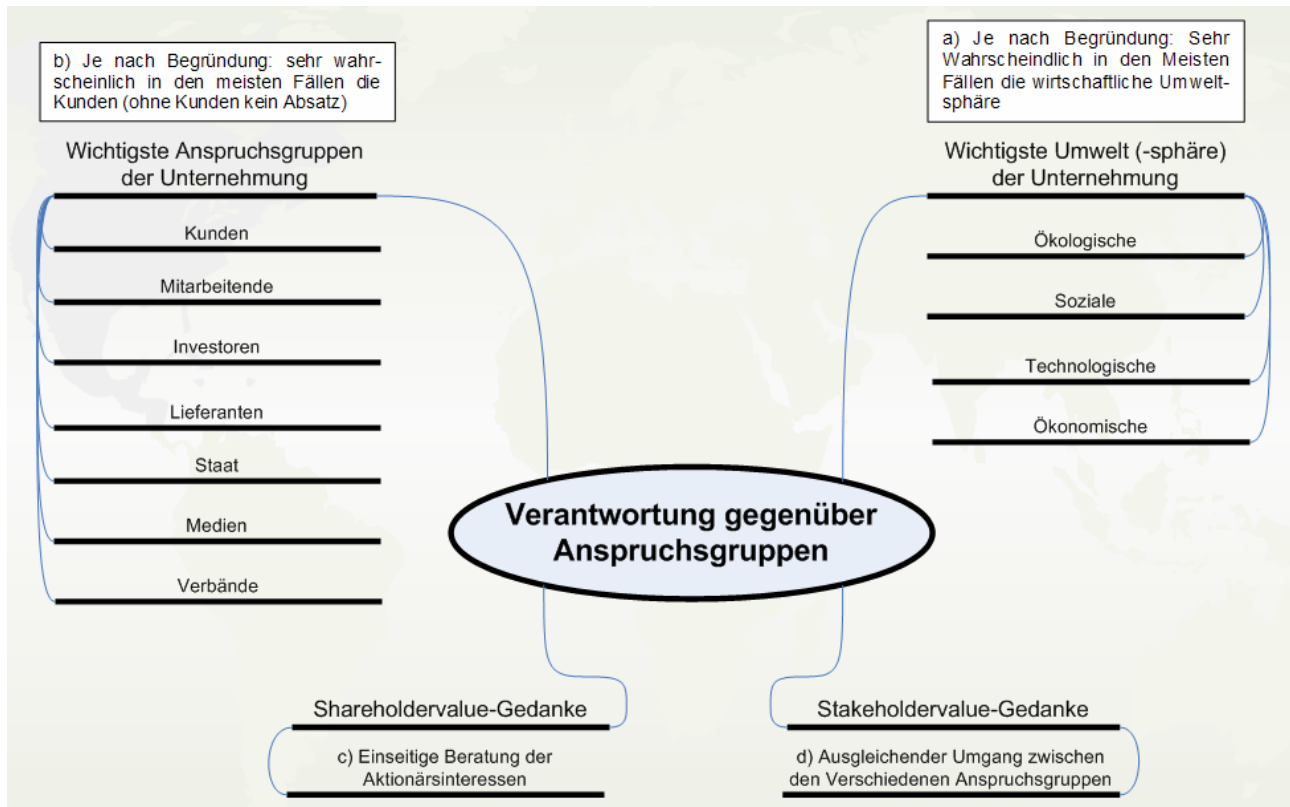 b) Je nach Begründung: sehr wahr-
scheinlich in den meisten Fällen die
Kunden (ohne Kunden kein Absatz)
Wichtigste Anspruchsgruppen
der Unternehmung
Kunden
Mitarbeitende
Investoren
Lieferanten
Staat
Medien
Verbände
a) Je nach Begründung: Sehr
Wahrscheindlich in den Meisten
Fällen die wirtschaftliche Umwelt-
sphäre
Wichtigste Umwelt (-sphäre)
der Unternehmung
Ökologische
Soziale
Technologische
Ökonomische
Verantwortung gegenüber
Anspruchsgruppen
Shareholdervalue-Gedanke
c) Einseitige Beratung der
Aktionärsinteressen
Stakeholdervalue-Gedanke
d) Ausgleichender Umgang zwischen
den Verschiedenen Anspruchsgruppen